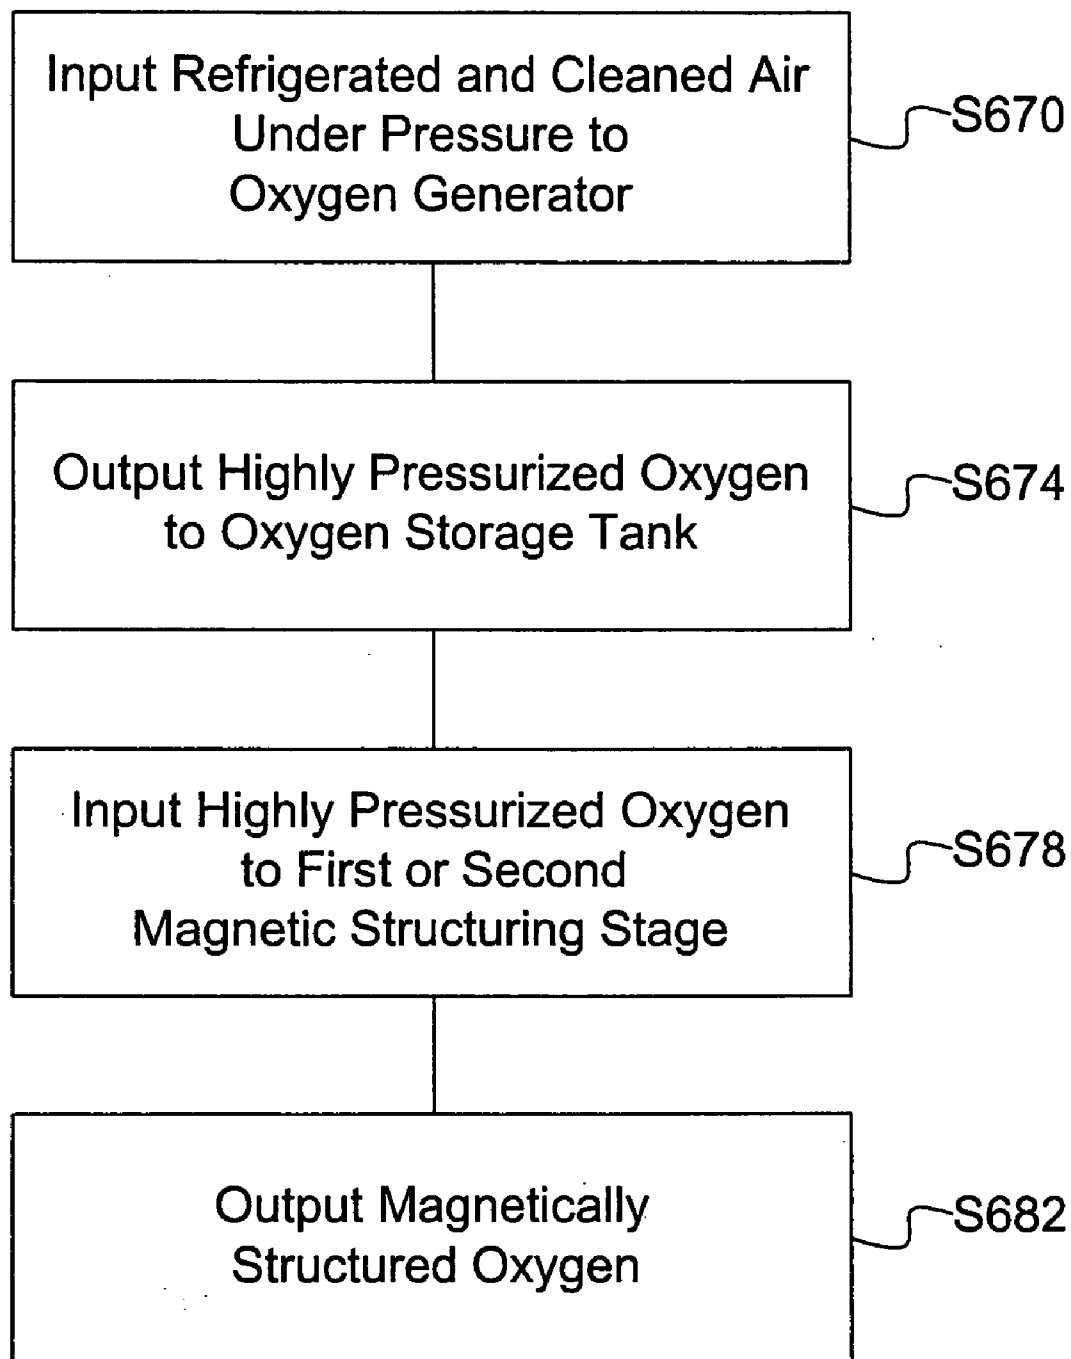 Input Refrigerated and Cleaned Air
Under Pressure to
Oxygen Generator
S670
Output Highly Pressurized Oxygen
to Oxygen Storage Tank
S674
Input Highly Pressurized Oxygen
to First or Second
Magnetic Structuring Stage
S678
Output Magnetically
Structured Oxygen
S682